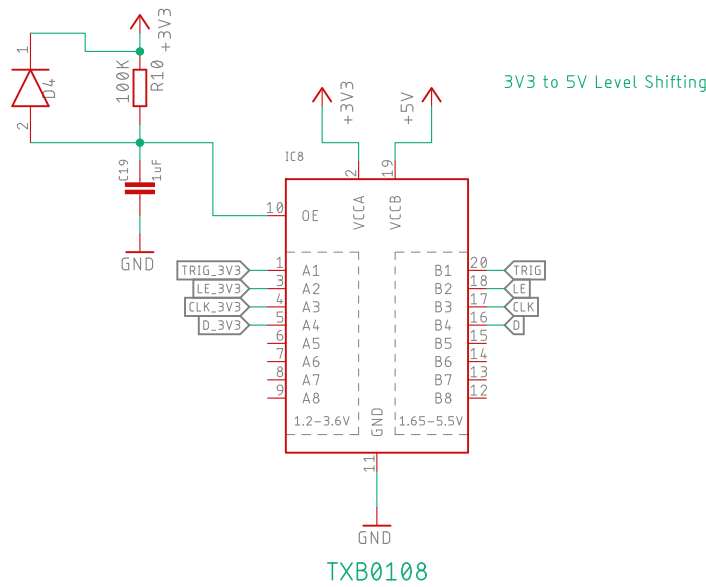 +3V3
1
D4
2
100K
R10
C19
1uF
GND
3V3 to 5V Level Shifting
+3V3
+5V
IC8
2
19
10
OE
VCCA
VCCB
TRIG_3V3
1
A1
B1
20
TRIG
LE_3V3
3
A2
B2
18
LE
CLK_3V3
4
A3
B3
17
CLK
D_3V3
5
A4
B4
16
D
6
A5
B5
15
7
A6
B6
14
8
A7
B7
13
9
A8
B8
12
1.2-3.6V
GND
1.65-5.5V
11
GND
TXB0108